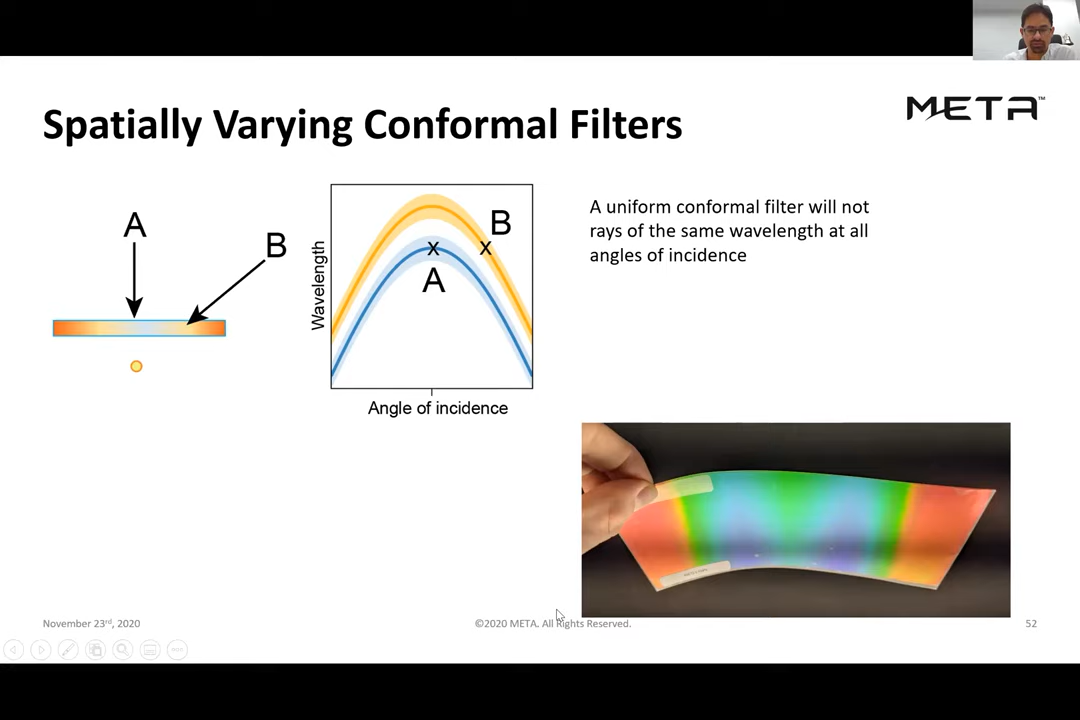 Spatially Varying Conformal Filters
META™
A
B
B
A
Wavelength
Angle of incidence
A uniform conformal filter will not
rays of the same wavelength at all
angles of incidence
November 23rd, 2020
©2020 META. All Rights Reserved.
52